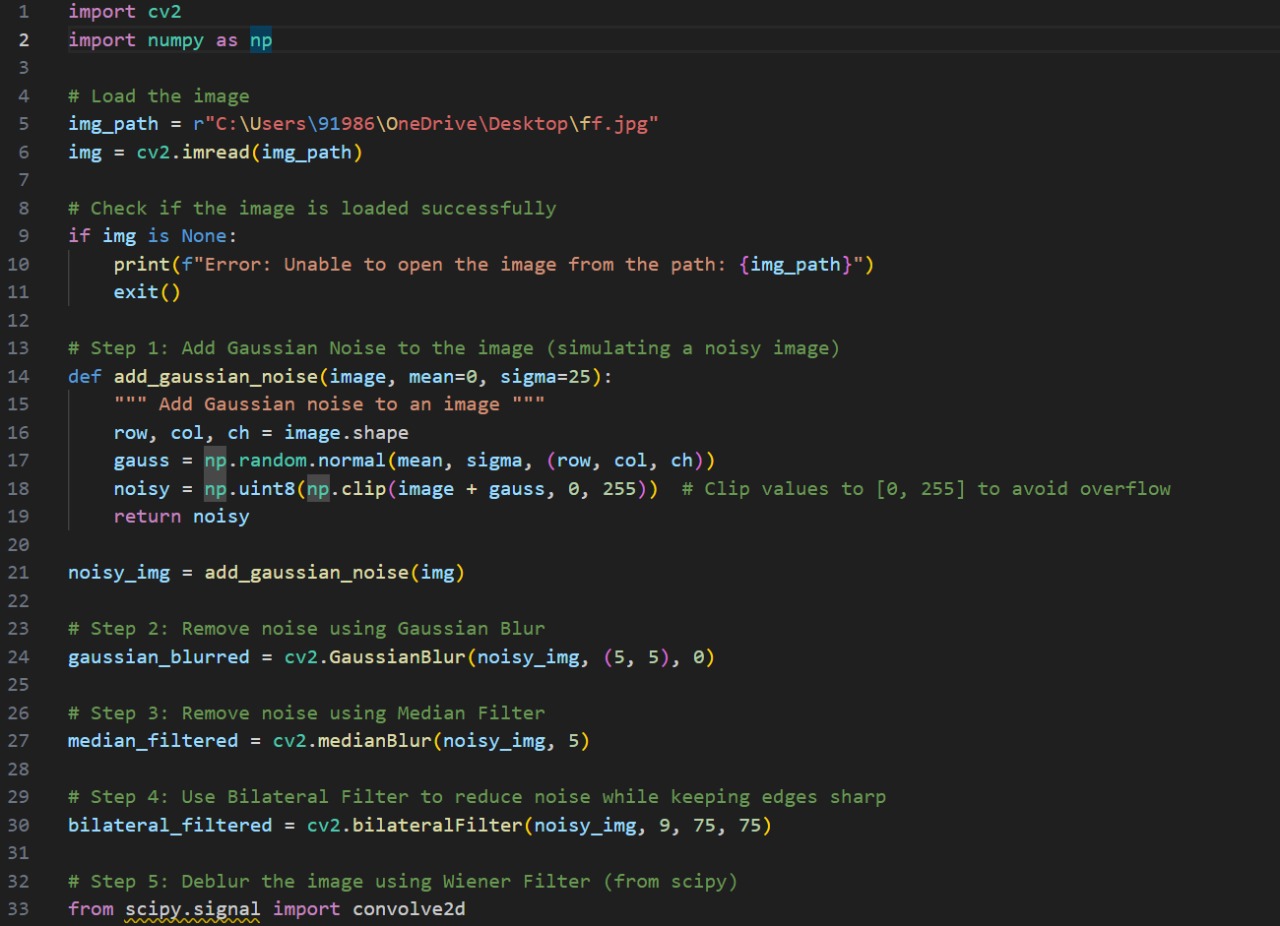 1 import cv2
2 import numpy as np
3
4 # Load the image
5 img_path = r"C:\Users\91986\OneDrive\Desktop\ff.jpg"
6 img = cv2.imread(img_path)
7
8 # Check if the image is loaded successfully
9 if img is None:
10     print(f"Error: Unable to open the image from the path: {img_path}")
11     exit()
12
13 # Step 1: Add Gaussian Noise to the image (simulating a noisy image)
14 def add_gaussian_noise(image, mean=0, sigma=25):
15     """ Add Gaussian noise to an image """
16     row, col, ch = image.shape
17     gauss = np.random.normal(mean, sigma, (row, col, ch))
18     noisy = np.uint8(np.clip(image + gauss, 0, 255))  # Clip values to [0, 255] to avoid overflow
19     return noisy
20
21 noisy_img = add_gaussian_noise(img)
22
23 # Step 2: Remove noise using Gaussian Blur
24 gaussian_blurred = cv2.GaussianBlur(noisy_img, (5, 5), 0)
25
26 # Step 3: Remove noise using Median Filter
27 median_filtered = cv2.medianBlur(noisy_img, 5)
28
29 # Step 4: Use Bilateral Filter to reduce noise while keeping edges sharp
30 bilateral_filtered = cv2.bilateralFilter(noisy_img, 9, 75, 75)
31
32 # Step 5: Deblur the image using Wiener Filter (from scipy)
33 from scipy.signal import convolve2d